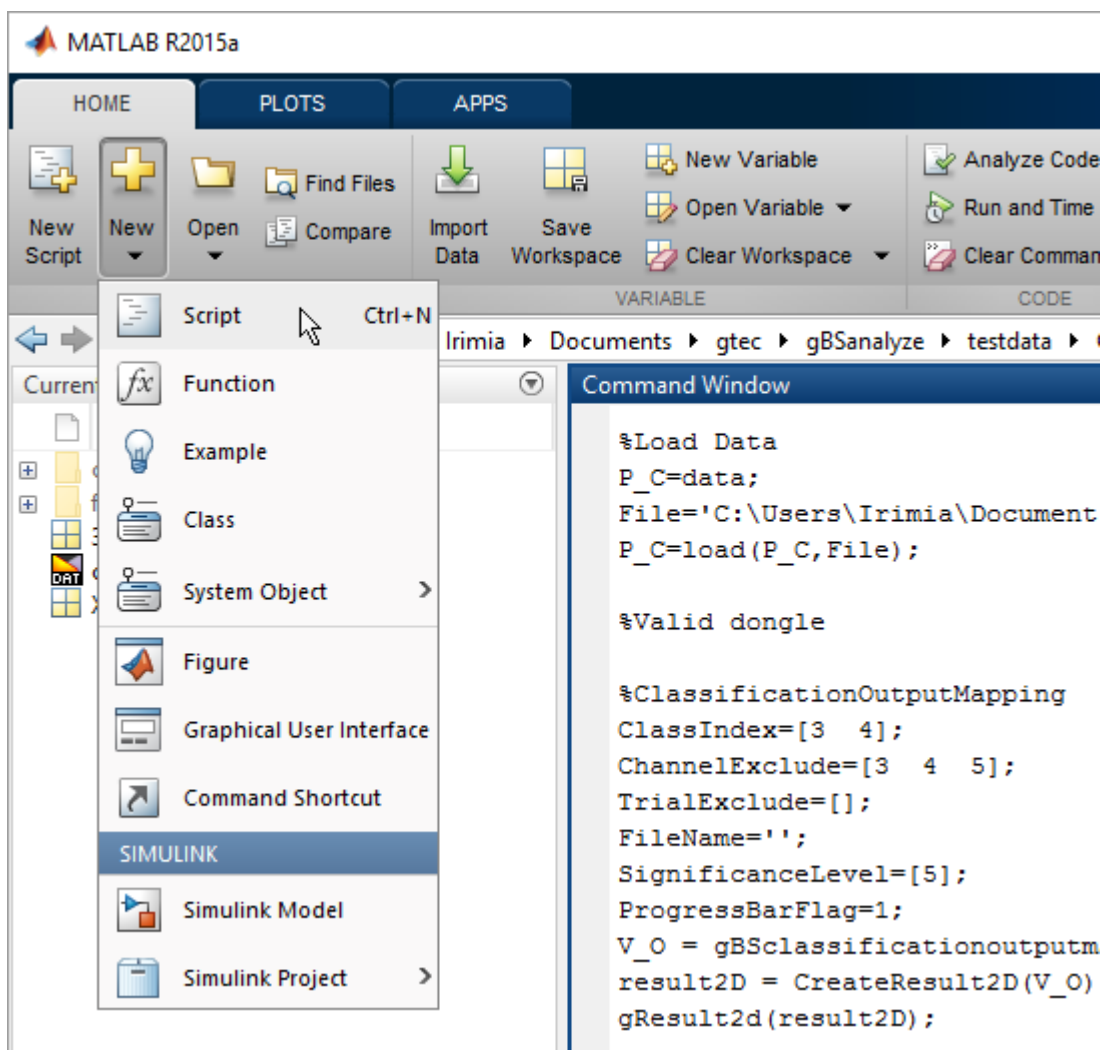 MATLAB R2015a
HOME PLOTS APPS
New Script
New
Open
Find Files
Compare
Import Data
Save Workspace
New Variable
Open Variable
Clear Workspace
Analyze Code
Run and Time
Clear
VARIABLE CODE
Irimia Documents gtec gBSanalyze testdata
Script Ctrl+N
Function
Example
Class
System Object
Figure
Graphical User Interface
Command Shortcut
SIMULINK
Simulink Model
Simulink Project
DAT
Command Window
%Load Data
P_C=data;
File='C:\Users\Irimia\Document
P_C=load(P_C,File);
%Valid dongle
%ClassificationOutputMapping
ClassIndex=[3  4];
ChannelExclude=[3  4  5];
TrialExclude=[];
FileName='';
SignificanceLevel=[5];
ProgressBarFlag=1;
V_O = gBSclassificationoutputm
result2D = CreateResult2D(V_O)
gResult2d(result2D);